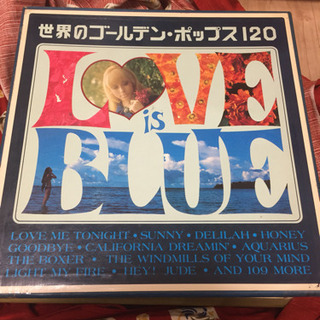 世界のゴールデン・ポップス120
LOVE
is
BLUE
LOVE ME TONIGHT • SUNNY • DELILAH • HONEY
GOODBYE • CALIFORNIA DREAMIN' • AQUARIUS
THE BOXER • THE WINDMILLS OF YOUR MIND
LIGHT MY FIRE • HEY! JUDE • AND 109 MORE